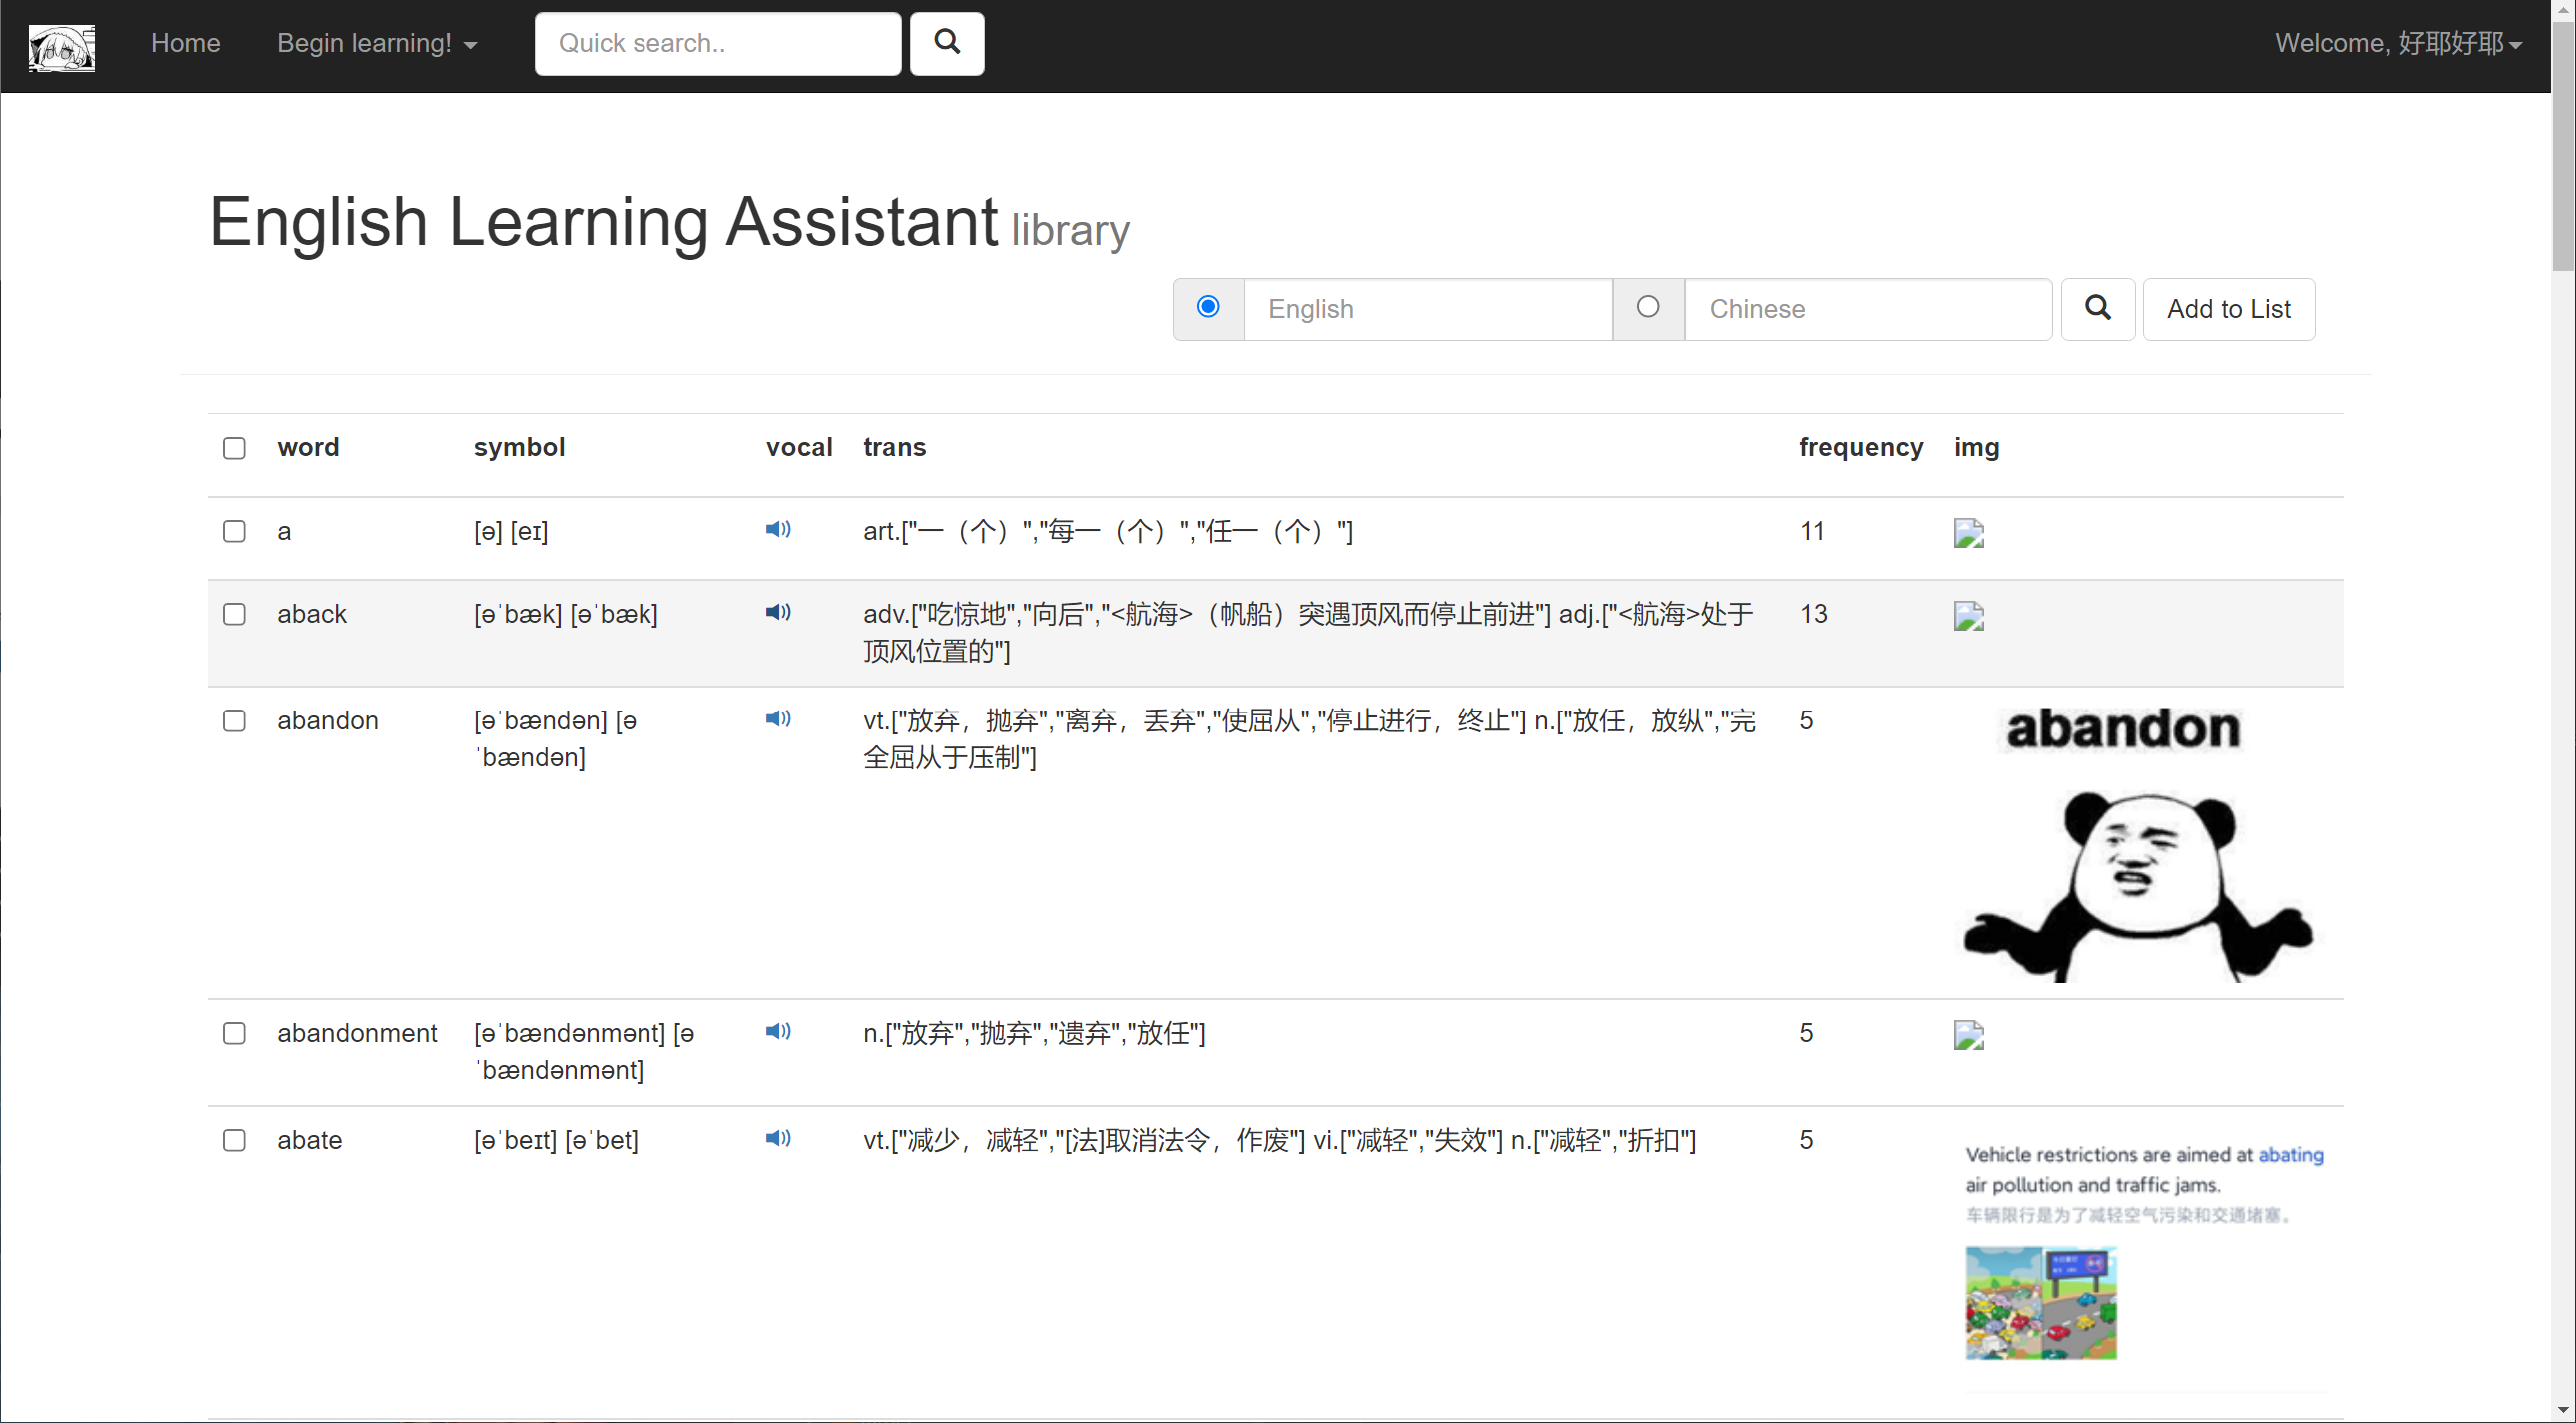 Home Begin learning! Quick search.. Welcome, 好耶好耶
English Learning Assistant library
English Chinese Add to List
word symbol vocal trans frequency img
a [ə] [eɪ] art.["一（个）","每一（个）","任一（个）"] 11
aback [əˈbæk] [əˈbæk] adv.["吃惊地","向后","<航海>（帆船）突遇顶风而停止前进"] adj.["<航海>处于 13
顶风位置的"]
abandon [əˈbændən] [ə vt.["放弃，抛弃","离弃，丢弃","使屈从","停止进行，终止"] n.["放任，放纵","完 5 abandon
ˈbændən] 全屈从于压制"]
abandonment [əˈbændənmənt] [ə n.["放弃","抛弃","遗弃","放任"] 5
ˈbændənmənt]
abate [əˈbeɪt] [əˈbet] vt.["减少，减轻","[法]取消法令，作废"] vi.["减轻","失效"] n.["减轻","折扣"] 5
Vehicle restrictions are aimed at abating
air pollution and traffic jams.
车辆限行是为了减轻空气污染和交通堵塞。